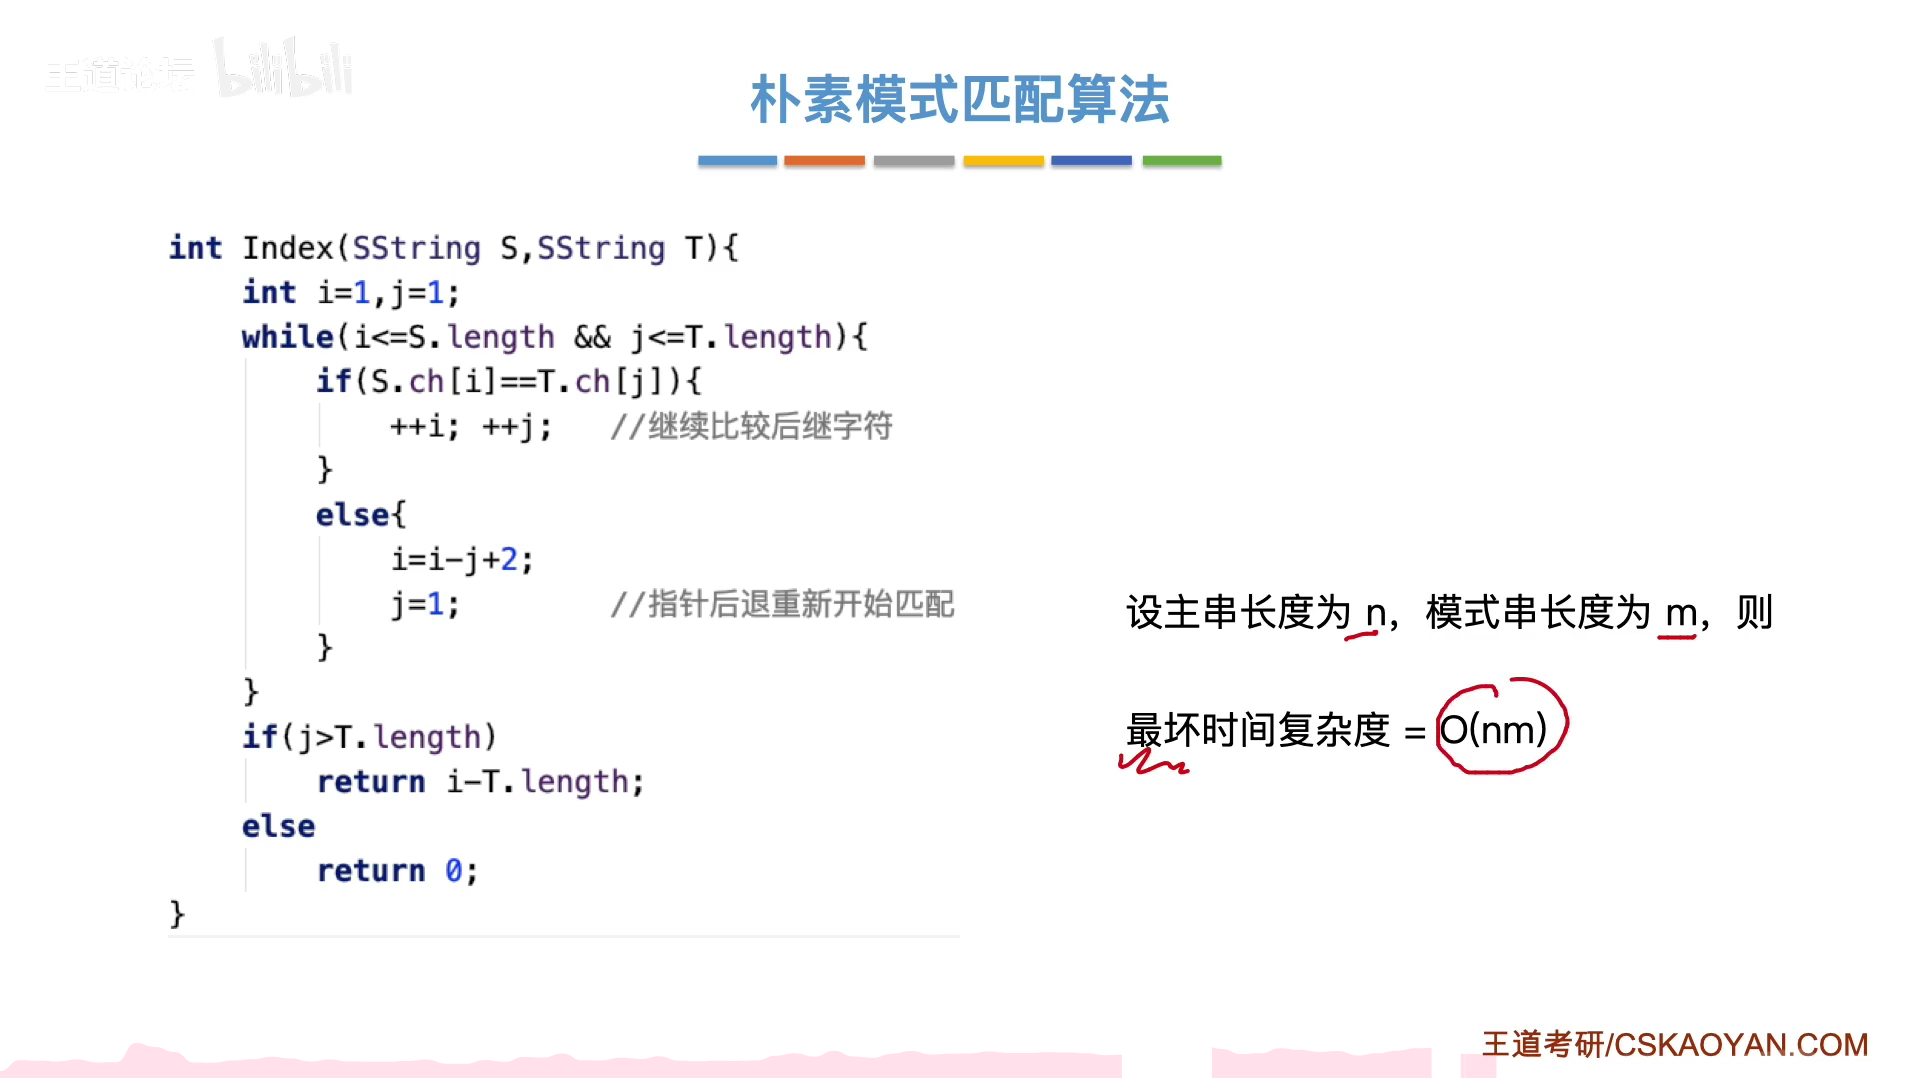 王道论坛 bilibili
朴素模式匹配算法
int Index(SString S,SString T){
int i=1,j=1;
while(i<=S.length && j<=T.length){
if(S.ch[i]==T.ch[j]){
++i; ++j; //继续比较后继字符
}
else{
i=i-j+2;
j=1; //指针后退重新开始匹配
}
}
if(j>T.length)
return i-T.length;
else
return 0;
}
设主串长度为 n，模式串长度为 m，则
最坏时间复杂度 = O(nm)
王道考研/CSKAOYAN.COM